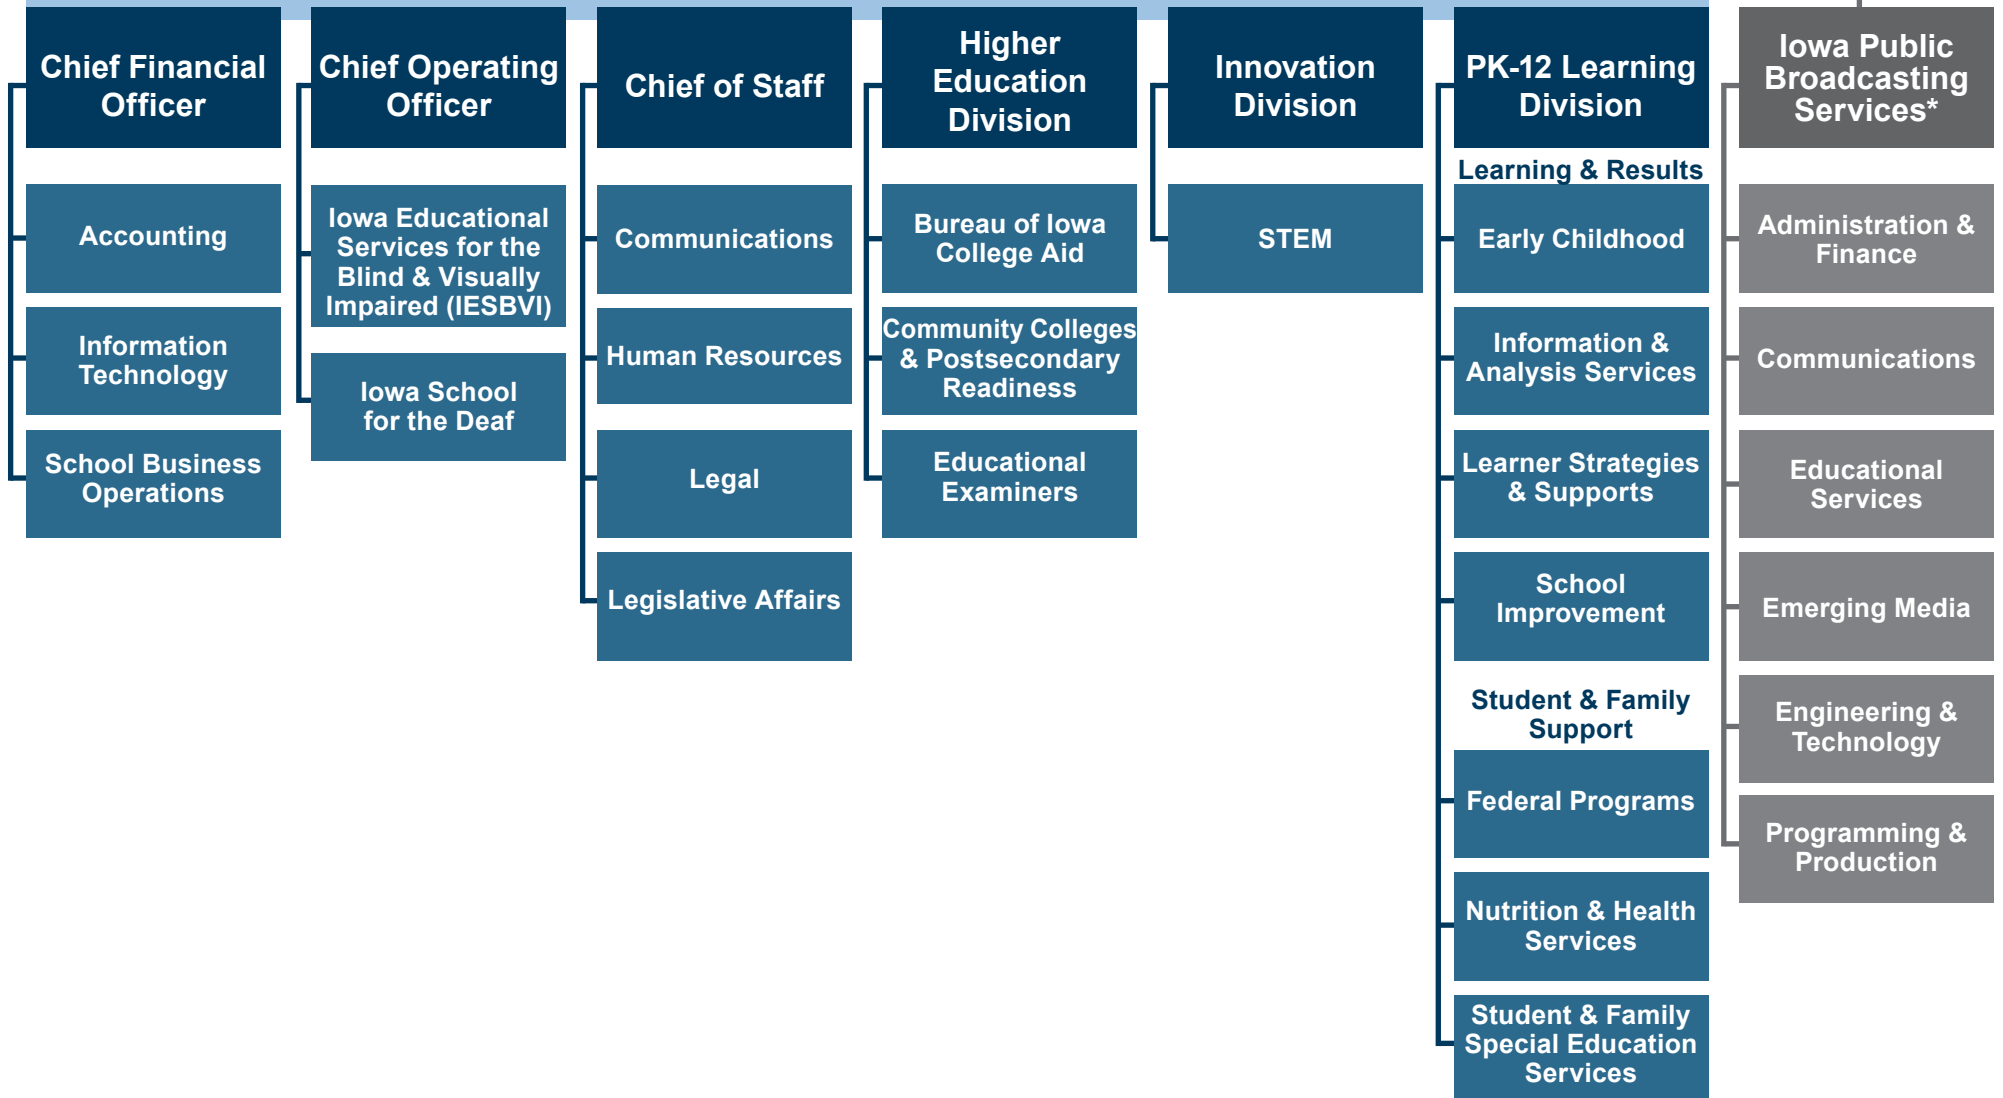 Chief Financial
Officer
Accounting
Information
Technology
School Business
Operations
Chief Operating
Officer
Iowa Educational
Services for the
Blind & Visually
Impaired (IESBVI)
Iowa School
for the Deaf
Chief of Staff
Communications
Human Resources
Legal
Legislative Affairs
Higher
Education
Division
Bureau of Iowa
College Aid
Community Colleges
& Postsecondary
Readiness
Educational
Examiners
Innovation
Division
STEM
PK-12 Learning
Division
Learning & Results
Early Childhood
Information &
Analysis Services
Learner Strategies
& Supports
School
Improvement
Student & Family
Support
Federal Programs
Nutrition & Health
Services
Student & Family
Special Education
Services
Iowa Public
Broadcasting
Services*
Administration &
Finance
Communications
Educational
Services
Emerging Media
Engineering &
Technology
Programming &
Production